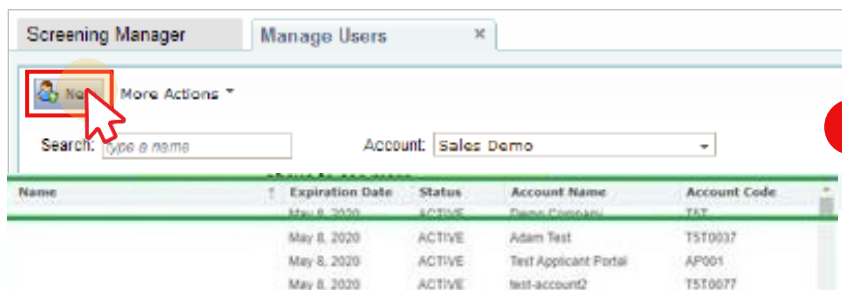 Screening Manager Manage Users ×
New More Actions
Search: type a name Account: Sales Demo
Name Expiration Date Status Account Name Account Code
May 8, 2020 ACTIVE Demo Company TST
May 8, 2020 ACTIVE Adam Test TST0037
May 8, 2020 ACTIVE Test Applicant Portal AP001
May 8, 2020 ACTIVE test-account2 TST0077